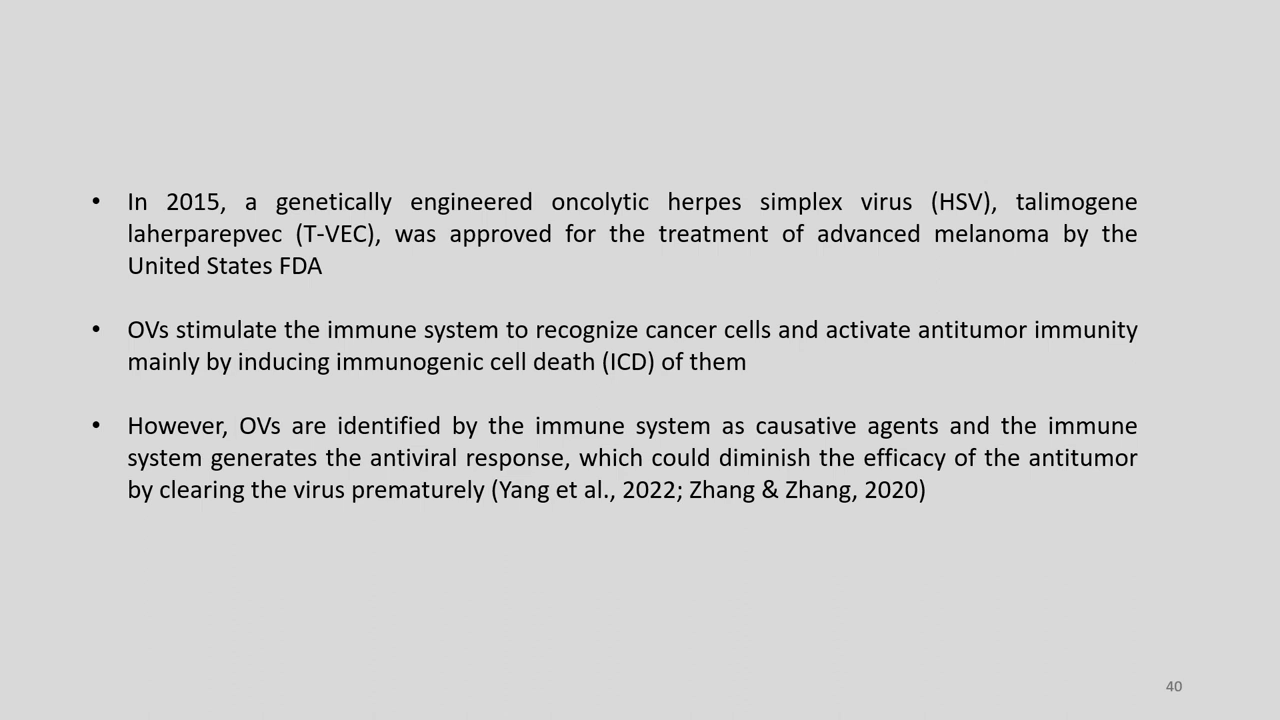 • In 2015, a genetically engineered oncolytic herpes simplex virus (HSV), talimogene
laherparepvec (T-VEC), was approved for the treatment of advanced melanoma by the
United States FDA
• OVs stimulate the immune system to recognize cancer cells and activate antitumor immunity
mainly by inducing immunogenic cell death (ICD) of them
• However, OVs are identified by the immune system as causative agents and the immune
system generates the antiviral response, which could diminish the efficacy of the antitumor
by clearing the virus prematurely (Yang et al., 2022; Zhang & Zhang, 2020)
40